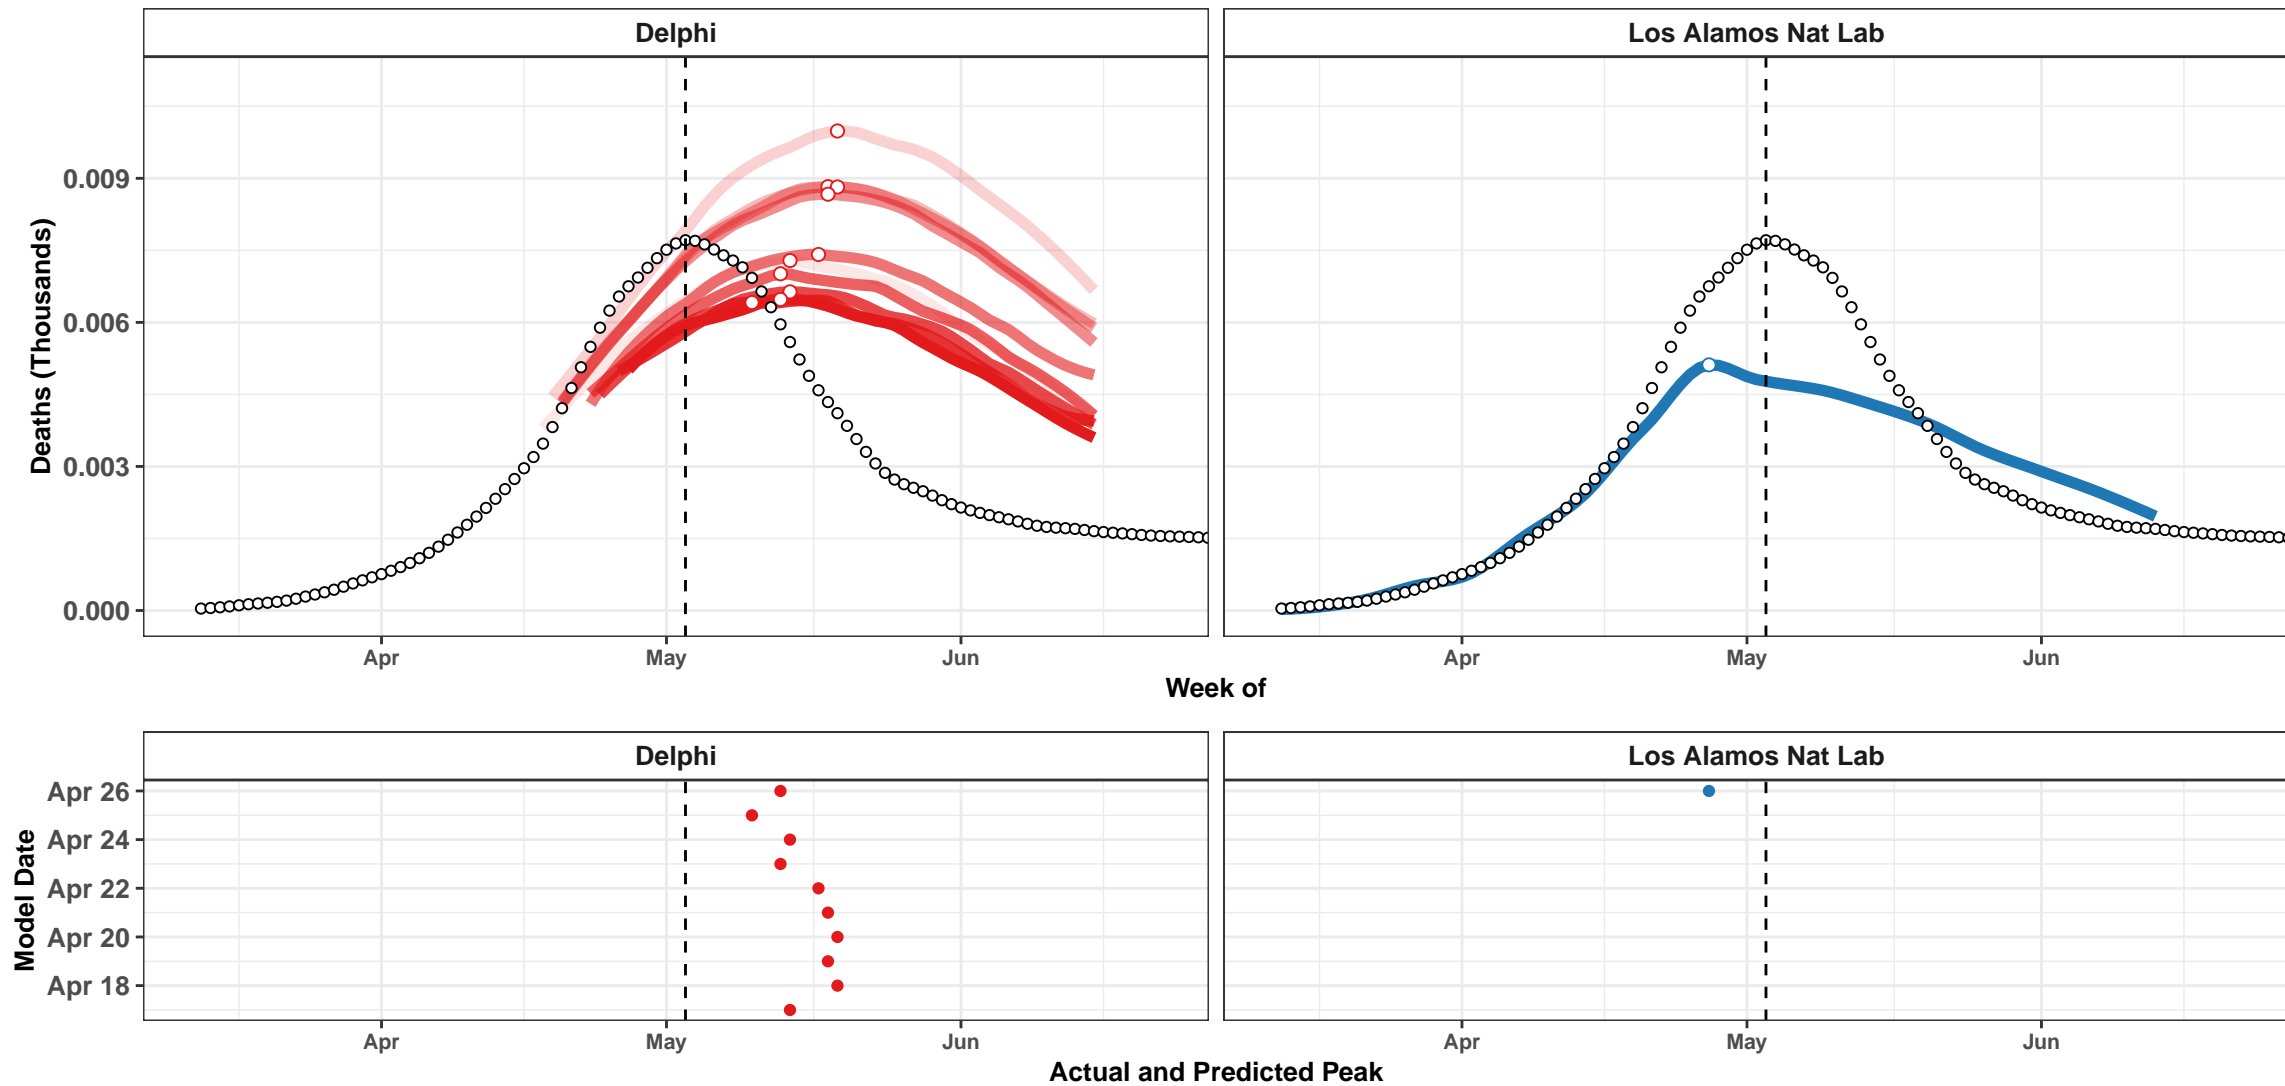 Delphi
Los Alamos Nat Lab
Deaths (Thousands)
0.009
0.006
0.003
0.000
Apr
May
Jun
Apr
May
Jun
Week of
Delphi
Los Alamos Nat Lab
Model Date
Apr 26
Apr 24
Apr 22
Apr 20
Apr 18
Apr
May
Jun
Apr
May
Jun
Actual and Predicted Peak